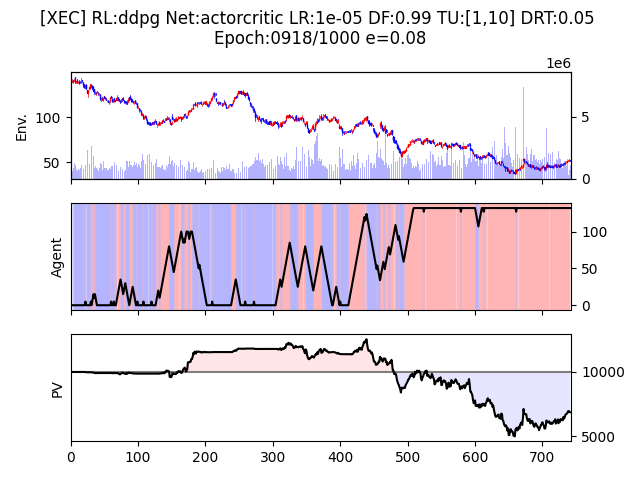 [XEC] RL:ddpg Net:actorcritic LR:1e-05 DF:0.99 TU:[1,10] DRT:0.05
Epoch:0918/1000 e=0.08
1e6
Env.
100
50
5
0
Agent
100
50
0
PV
10000
5000
0 100 200 300 400 500 600 700